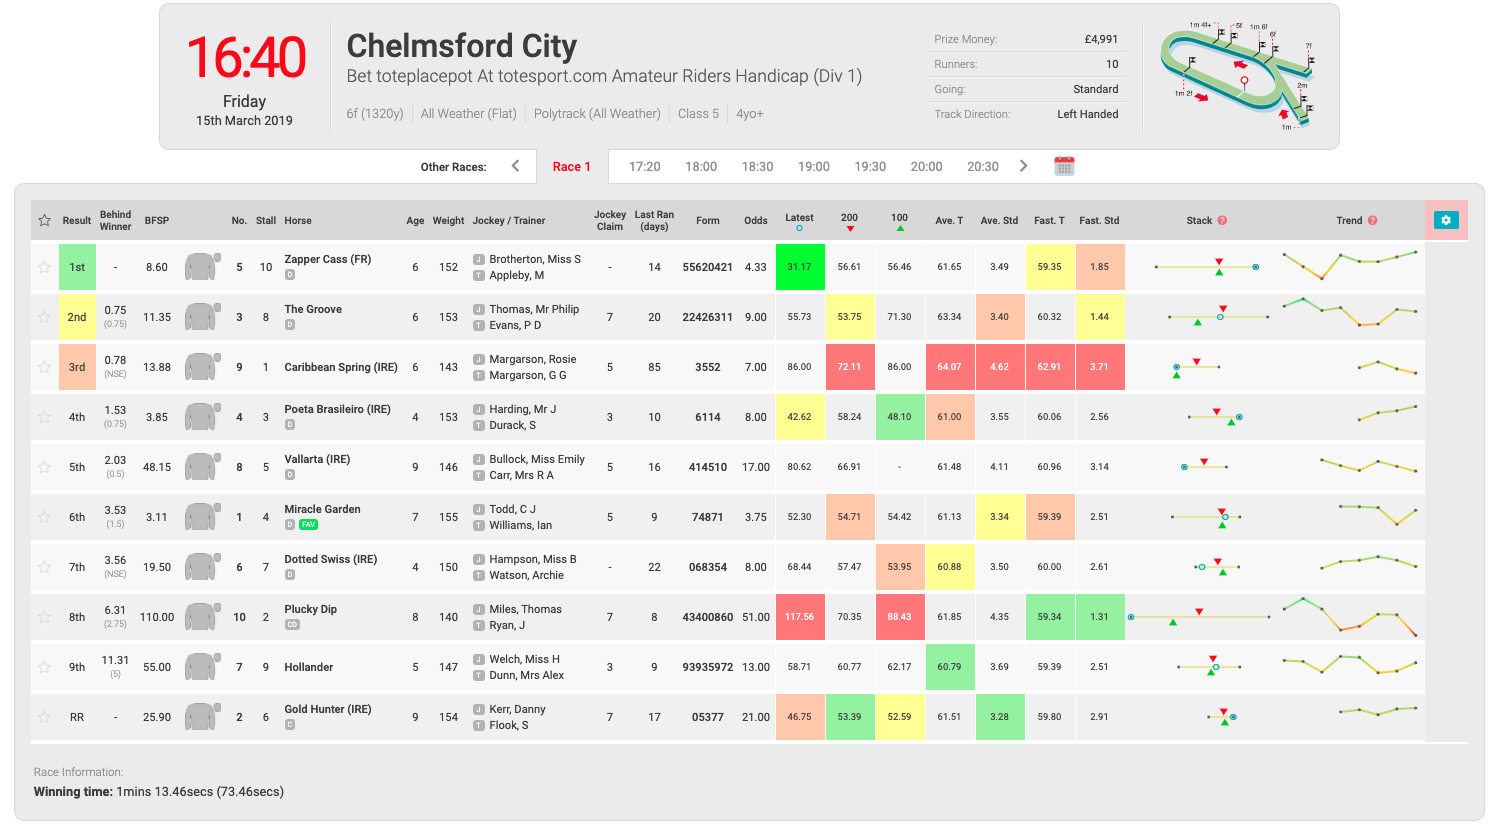 16:40
Friday
15th March 2019
Chelmsford City
Bet toteplacepot At totesport.com Amateur Riders Handicap (Div 1)
6f (1320y) All Weather (Flat) Polytrack (All Weather) Class 5 4yo+
Prize Money: £4,991
Runners: 10
Going: Standard
Track Direction: Left Handed
1m 4f+ 5f 1m 6f 6f 7f
1m 2f 2m
1m
Other Races: Race 1 17:20 18:00 18:30 19:00 19:30 20:00 20:30
Result Behind Winner BFSP No. Stall Horse Age Weight Jockey / Trainer Jockey Claim Last Ran (days) Form Odds Latest 200 100 Ave. T Ave. Std Fast. T Fast. Std Stack ? Trend ?
1st - 8.60 5 10 Zapper Cass (FR) 6 152 J Brotherton, Miss S - 14 55620421 4.33 31.17 56.61 56.46 61.65 3.49 59.35 1.85
D T Appleby, M
2nd 0.75 11.35 3 8 The Groove 6 153 J Thomas, Mr Philip 7 20 22426311 9.00 55.73 53.75 71.30 63.34 3.40 60.32 1.44
(0.75) D T Evans, P D
3rd 0.78 13.88 9 1 Caribbean Spring (IRE) 6 143 J Margarson, Rosie 5 85 3552 7.00 86.00 72.11 86.00 64.07 4.62 62.91 3.71
(NSE) T Margarson, G G
4th 1.53 3.85 4 3 Poeta Brasileiro (IRE) 4 153 J Harding, Mr J 3 10 6114 8.00 42.62 58.24 48.10 61.00 3.55 60.06 2.56
(0.75) D T Durack, S
5th 2.03 48.15 8 5 Vallarta (IRE) 9 146 J Bullock, Miss Emily 5 16 414510 17.00 80.62 66.91 - 61.48 4.11 60.96 3.14
(0.5) D T Carr, Mrs R A
6th 3.53 3.11 1 4 Miracle Garden 7 155 J Todd, C J 5 9 74871 3.75 52.30 54.71 54.42 61.13 3.34 59.39 2.51
(1.5) D FAV T Williams, Ian
7th 3.56 19.50 6 7 Dotted Swiss (IRE) 4 150 J Hampson, Miss B - 22 068354 8.00 68.44 57.47 53.95 60.88 3.50 60.00 2.61
(NSE) D T Watson, Archie
8th 6.31 110.00 10 2 Plucky Dip 8 140 J Miles, Thomas 7 8 43400860 51.00 117.56 70.35 88.43 61.85 4.35 59.34 1.31
(2.75) CD T Ryan, J
9th 11.31 55.00 7 9 Hollander 5 147 J Welch, Miss H 3 9 93935972 13.00 58.71 60.77 62.17 60.79 3.69 59.39 2.51
(5) T Dunn, Mrs Alex
RR - 25.90 2 6 Gold Hunter (IRE) 9 154 J Kerr, Danny 7 17 05377 21.00 46.75 53.39 52.59 61.51 3.28 59.80 2.91
C T Flook, S
Race Information:
Winning time: 1mins 13.46secs (73.46secs)